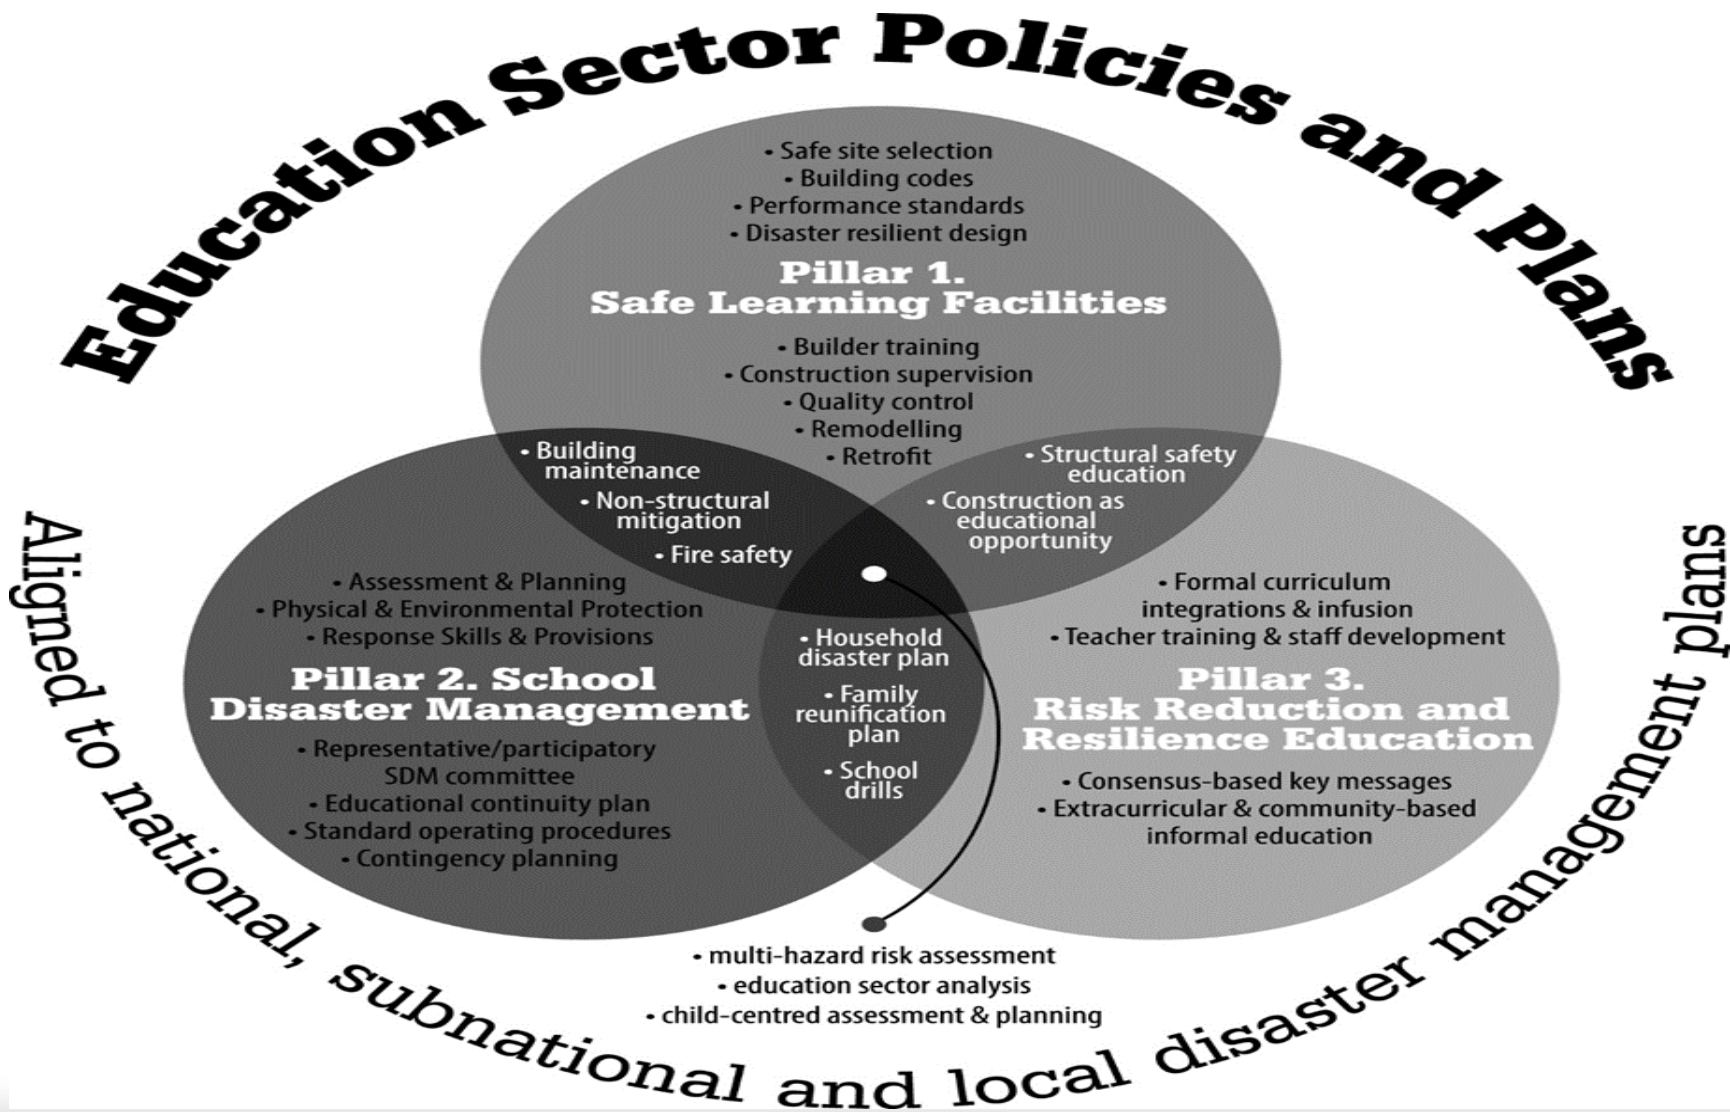 Education Sector Policies and Plans
• Safe site selection
• Building codes
• Performance standards
• Disaster resilient design
Pillar 1.
Safe Learning Facilities
• Builder training
• Construction supervision
• Quality control
• Remodelling
• Retrofit
• Building
maintenance
• Non-structural
mitigation
• Fire safety
• Structural safety
education
• Construction as
educational
opportunity
• Assessment & Planning
• Physical & Environmental Protection
• Response Skills & Provisions
Pillar 2. School
Disaster Management
• Representative/participatory
SDM committee
• Educational continuity plan
• Standard operating procedures
• Contingency planning
• Household
disaster plan
• Family
reunification
plan
• School
drills
• Formal curriculum
integrations & infusion
• Teacher training & staff development
Pillar 3.
Risk Reduction and
Resilience Education
• Consensus-based key messages
• Extracurricular & community-based
informal education
• multi-hazard risk assessment
• education sector analysis
• child-centred assessment & planning
Aligned to national, subnational and local disaster management plans